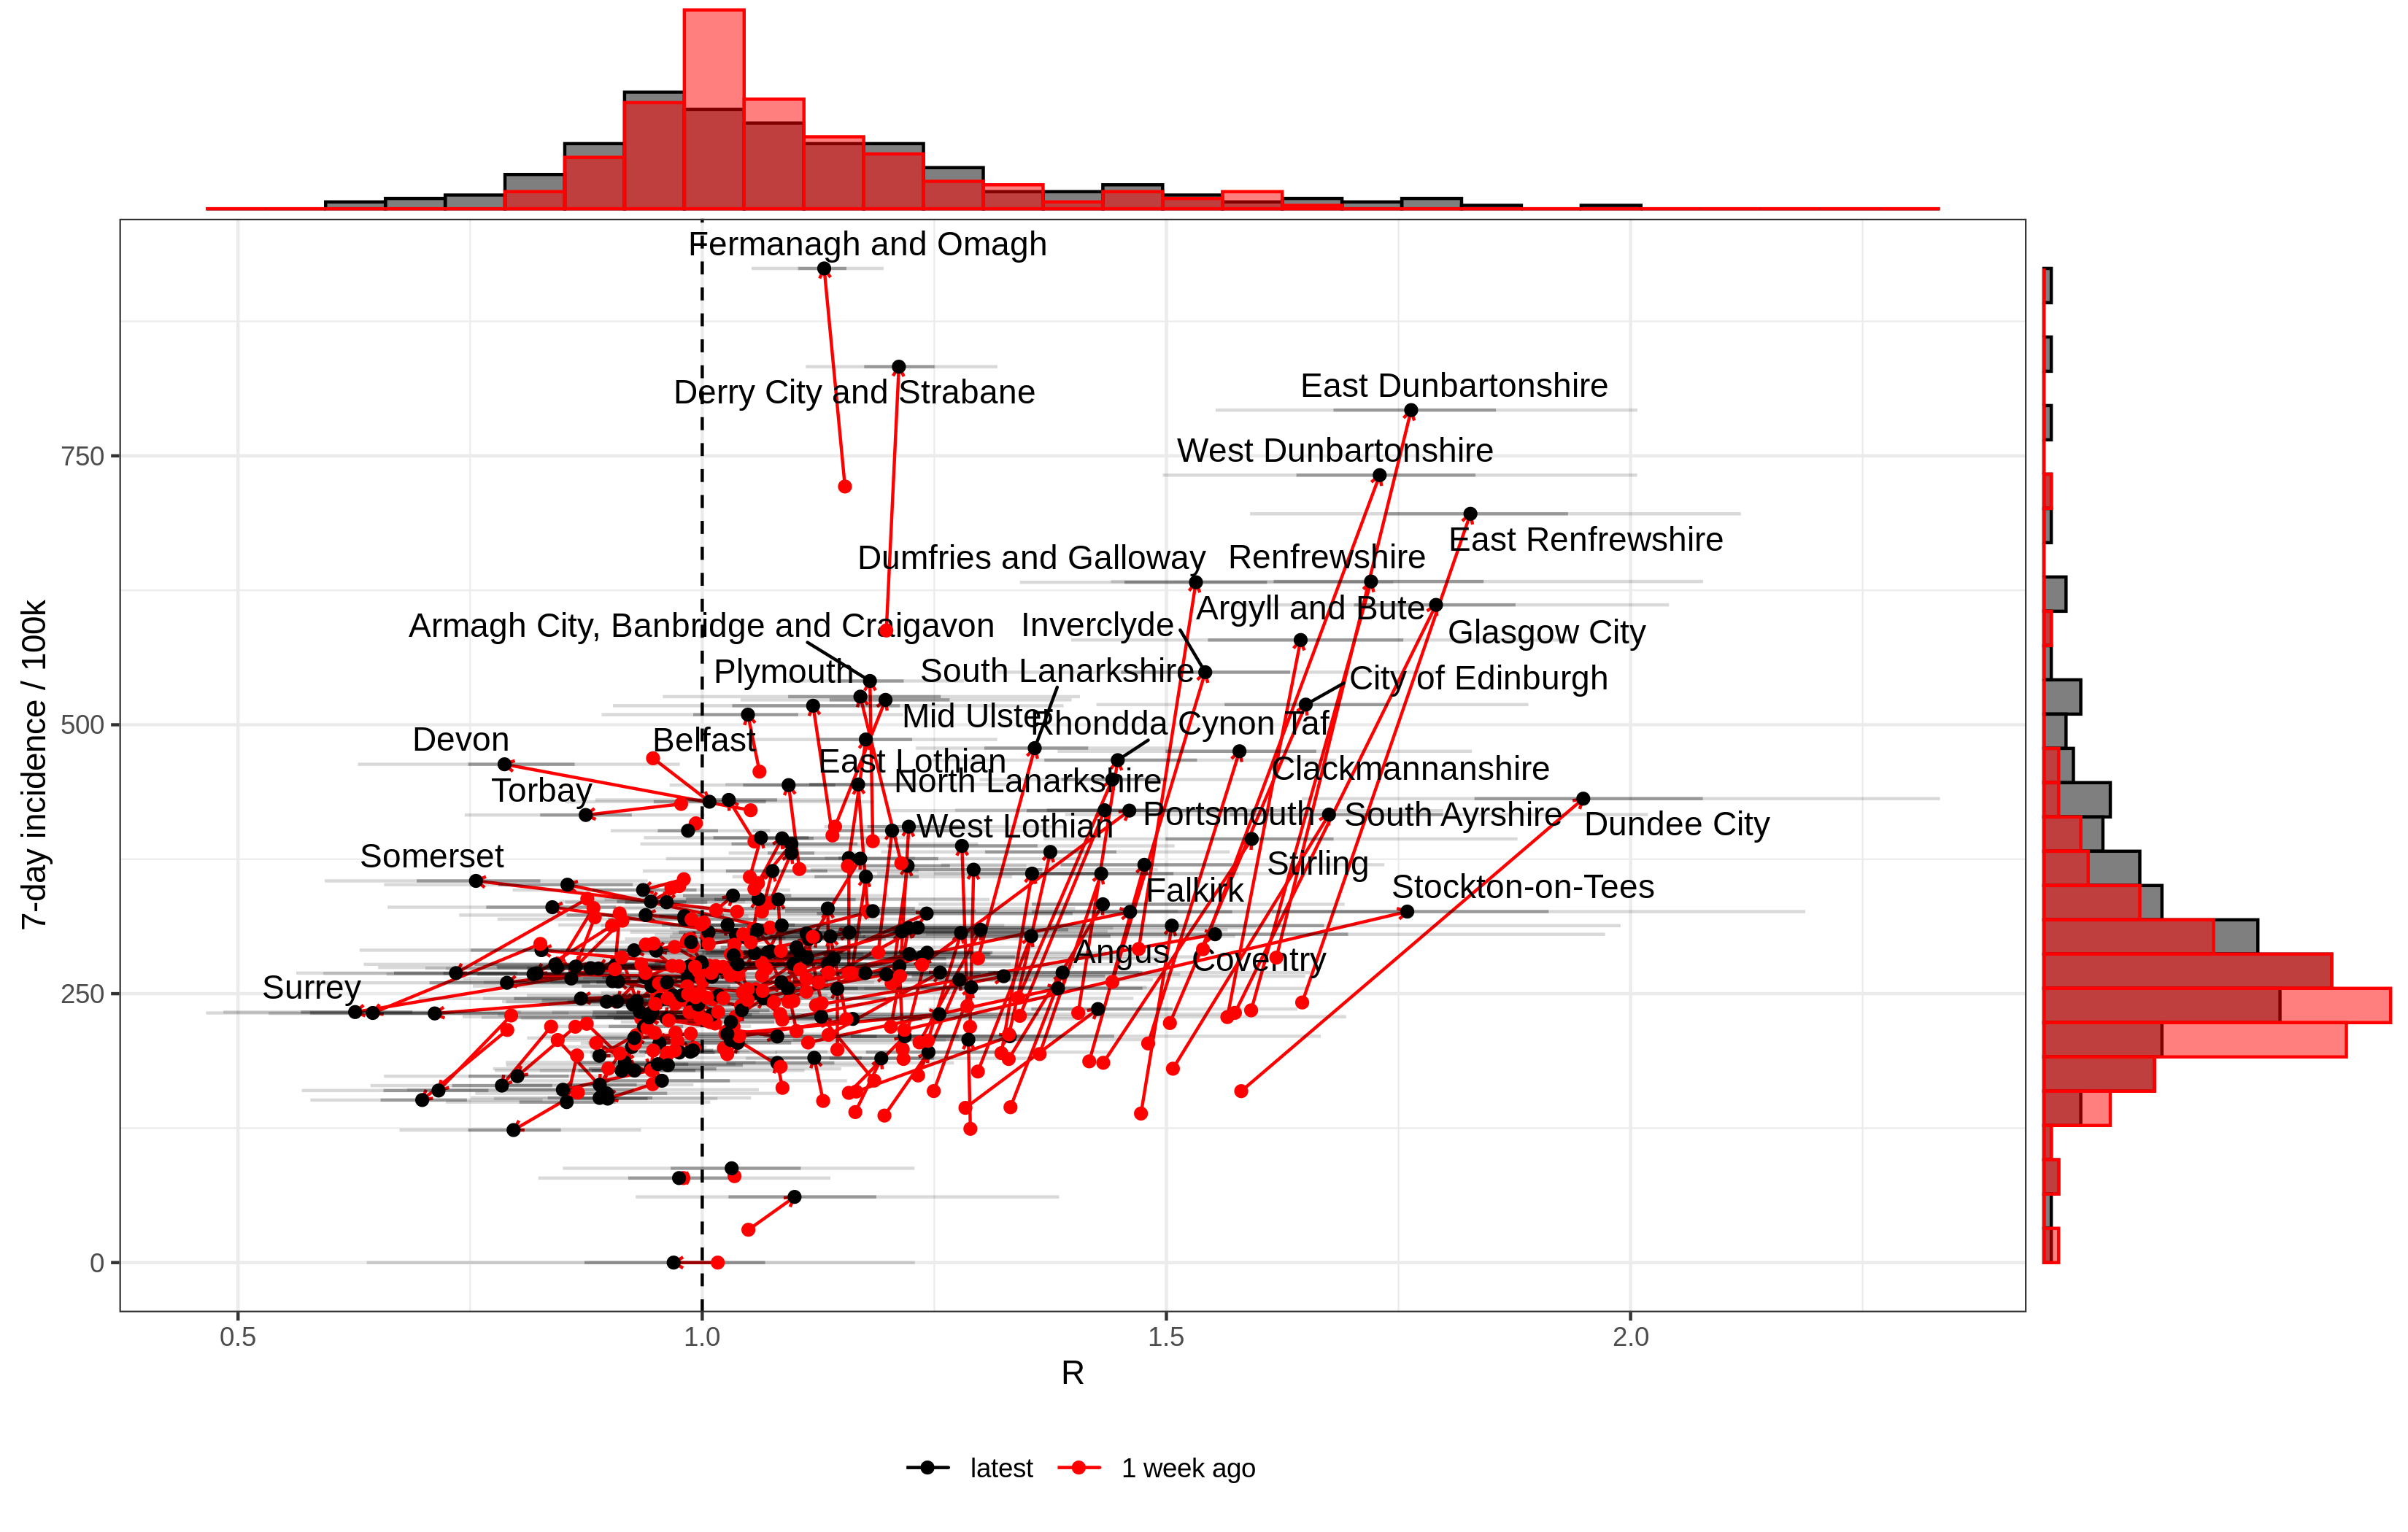 Fermanagh and Omagh
Derry City and Strabane
East Dunbartonshire
West Dunbartonshire
East Renfrewshire
Dumfries and Galloway
Renfrewshire
Argyll and Bute
Armagh City, Banbridge and Craigavon
Inverclyde
Glasgow City
Plymouth
South Lanarkshire
City of Edinburgh
Mid Ulster
Rhondda Cynon Taf
Devon
Belfast
East Lothian
North Lanarkshire
Clackmannanshire
Torbay
Portsmouth
South Ayrshire
Dundee City
West Lothian
Somerset
Stirling
Falkirk
Stockton-on-Tees
Angus
Coventry
Surrey
7-day incidence / 100k
750
500
250
0
0.5
1.0
1.5
2.0
R
latest
1 week ago